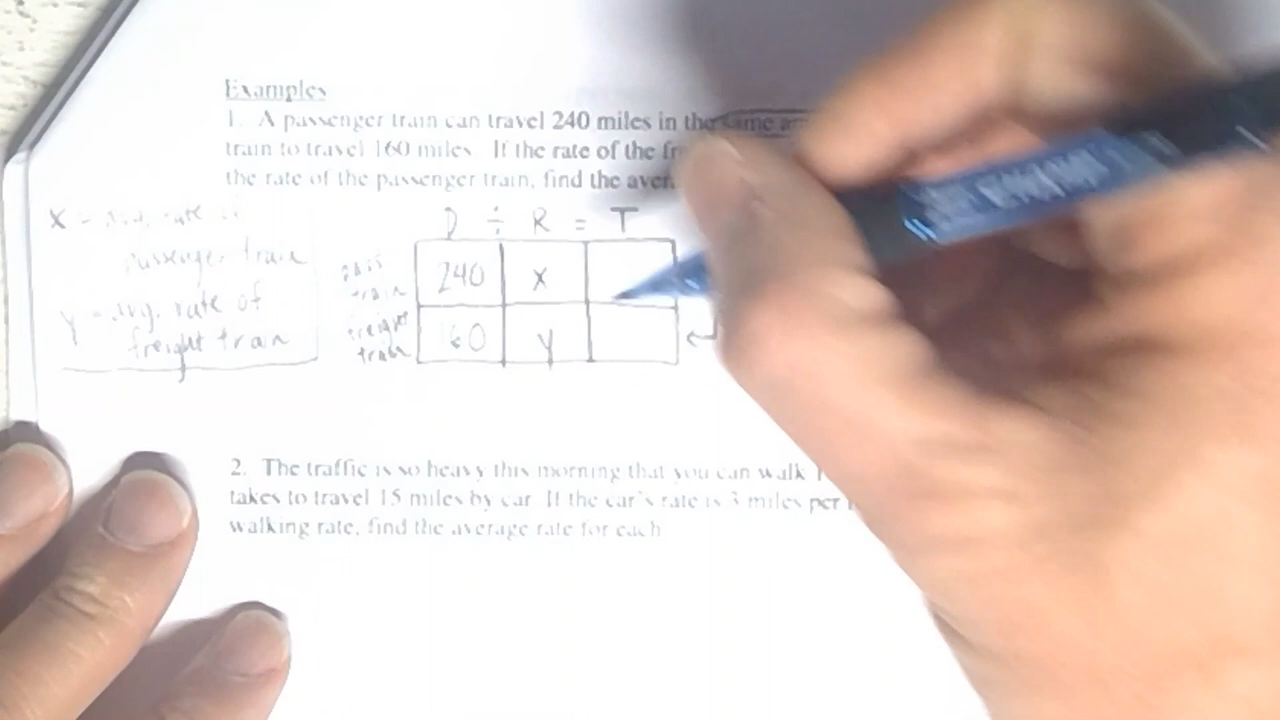 Examples
1. A passenger train can travel 240 miles in the same
train to travel 160 miles. If the rate of the
the rate of the passenger train, find the
D ÷ R = T
x = avg. rate of
passenger train
y = avg. rate of
freight train
pass
train
240 x
freight
train
160 y
2. The traffic is so heavy this morning that you can walk
takes to travel 15 miles by car. If the car's rate is 3 miles per
walking rate, find the average rate for each